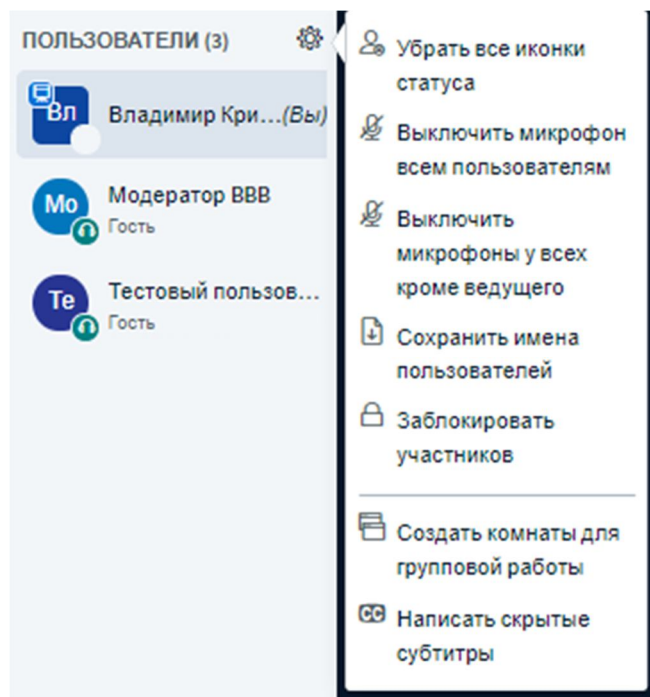 ПОЛЬЗОВАТЕЛИ (3)
Вл
Владимир Кри...(Вы)
Мо
Модератор BBB
Гость
Те
Тестовый пользов...
Гость
Убрать все иконки
статуса
Выключить микрофон
всем пользователям
Выключить
микрофоны у всех
кроме ведущего
Сохранить имена
пользователей
Заблокировать
участников
Создать комнаты для
групповой работы
CC
Написать скрытые
субтитры